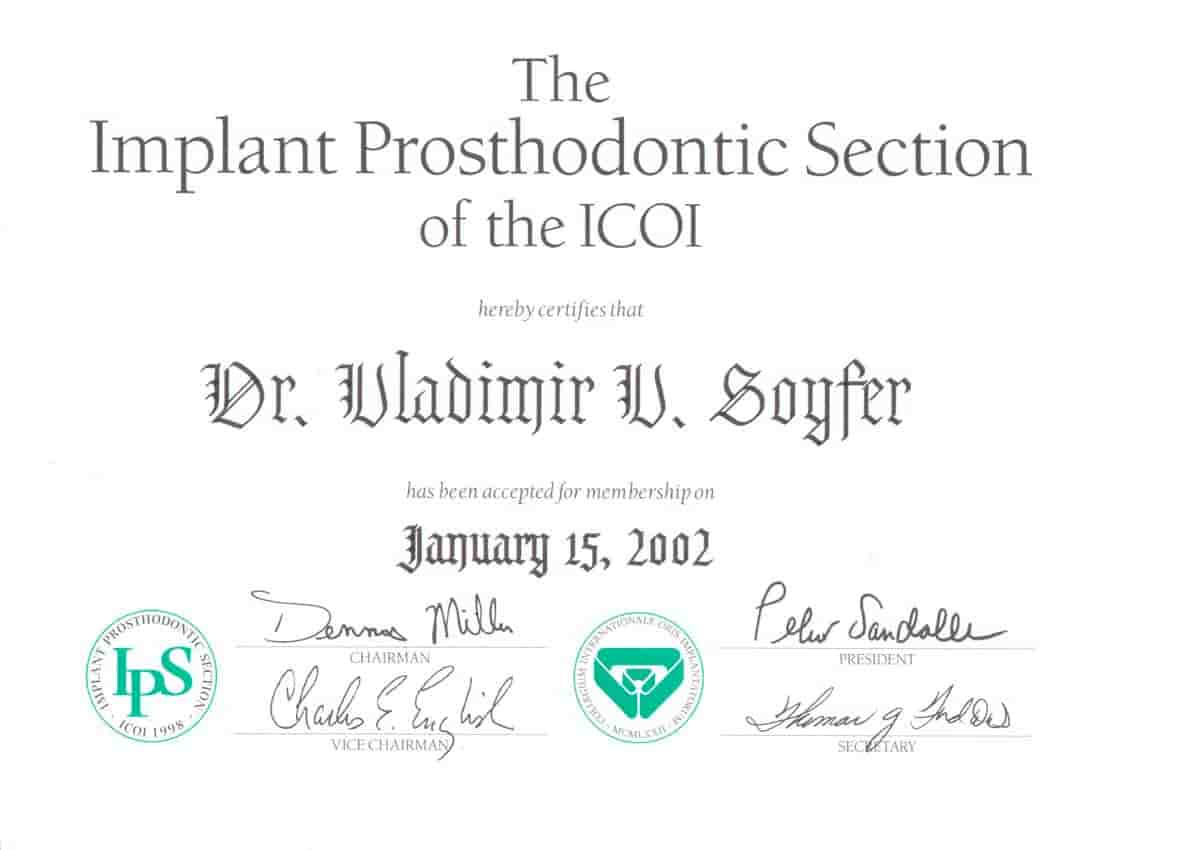 The
Implant Prosthodontic Section
of the ICOI
hereby certifies that
Dr. Vladimir V. Soyfer
has been accepted for membership on
January 15, 2002
Dennis Miller
CHAIRMAN
Peter Sandalli
PRESIDENT
Charles E. English
VICE CHAIRMAN
Thomas
SECRETARY
IMPLANT PROSTHODONTIC SECTION
IPS
· ICOI 1998 ·
COLLEGIUM INTERNATIONALE ORIS IMPLANTATORUM
· MCMLXXII ·